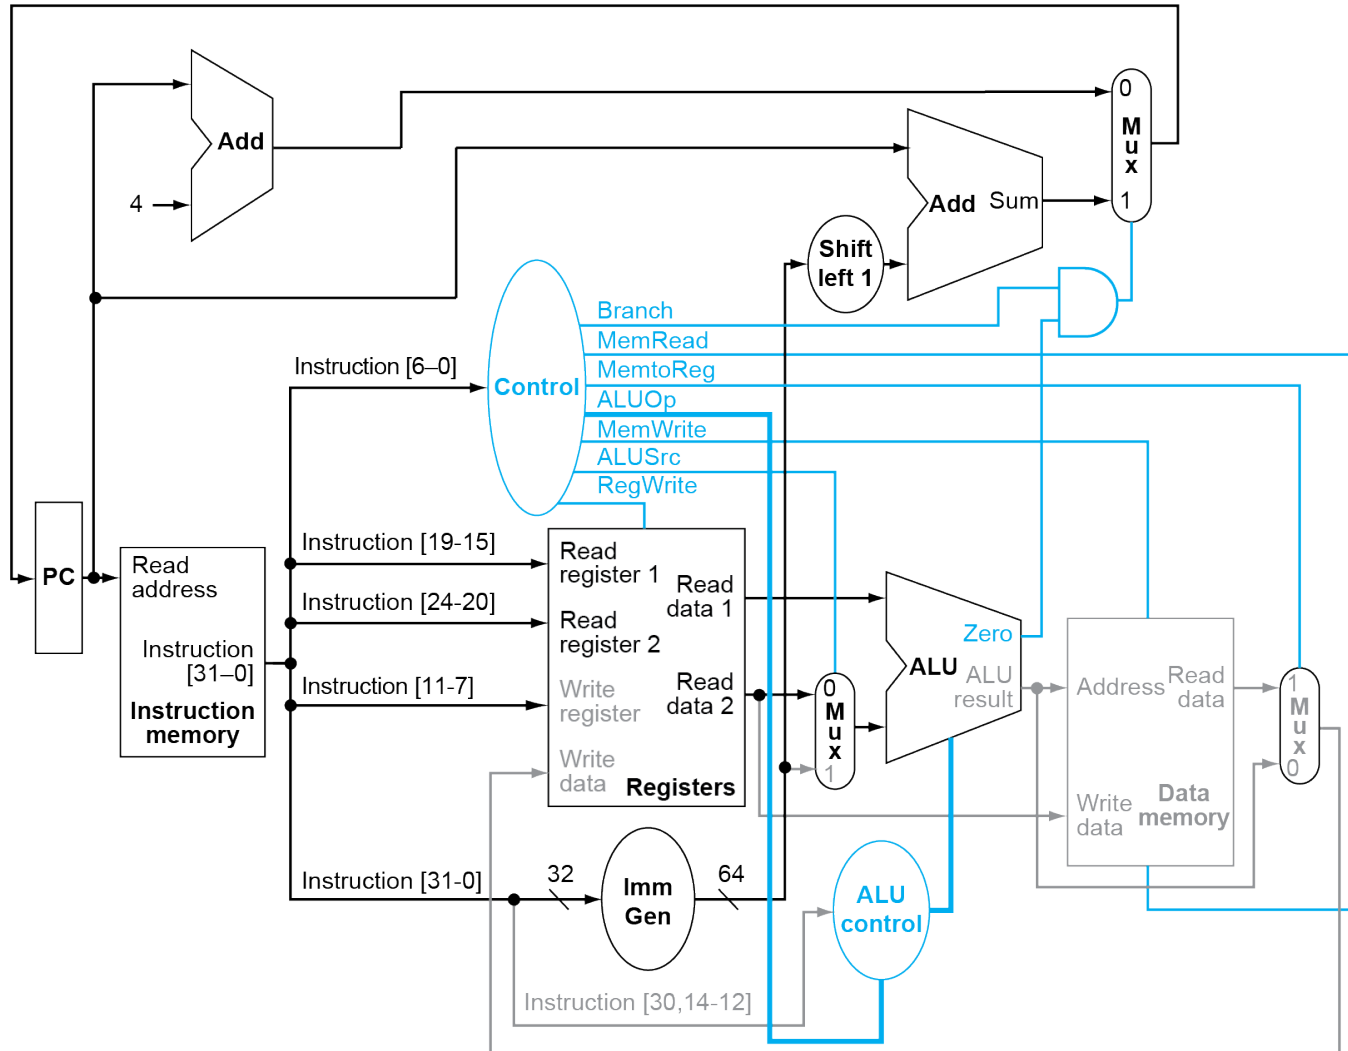 0
Mux
1
Add
4
Add
Sum
Shift
left 1
Branch
MemRead
MemtoReg
ALUOp
MemWrite
ALUSrc
RegWrite
Control
Instruction [6–0]
PC
Read
address
Instruction
[31–0]
Instruction
memory
Instruction [19-15]
Instruction [24-20]
Instruction [11-7]
Instruction [31-0]
Read
register 1
Read
register 2
Write
register
Write
data
Read
data 1
Read
data 2
Registers
0
Mux
1
Zero
ALU
ALU
result
Address
Read
data
Write
data
Data
memory
1
Mux
0
32
Imm
Gen
64
ALU
control
Instruction [30,14-12]